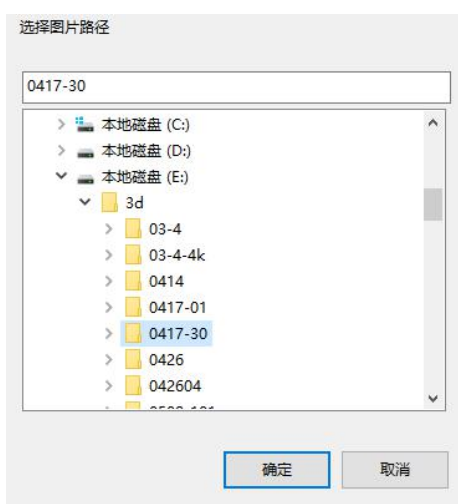 选择图片路径
0417-30
本地磁盘 (C:)
本地磁盘 (D:)
本地磁盘 (E:)
3d
03-4
03-4-4k
0414
0417-01
0417-30
0426
042604
确定
取消